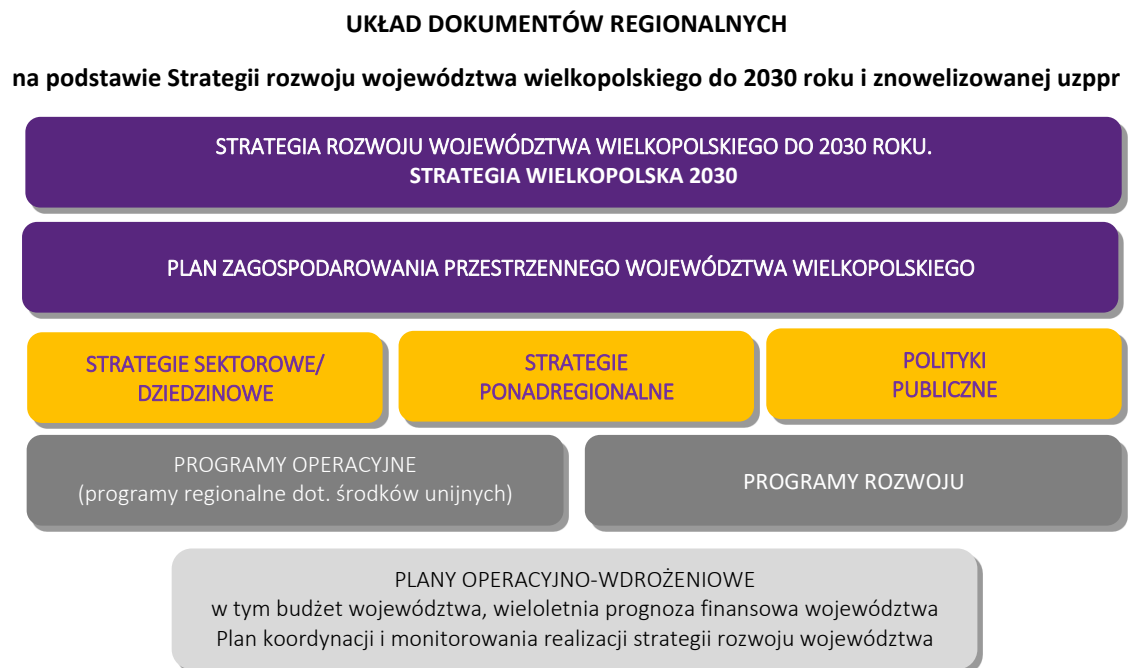 UKŁAD DOKUMENTÓW REGIONALNYCH
na podstawie Strategii rozwoju województwa wielkopolskiego do 2030 roku i znowelizowanej uzppr
STRATEGIA ROZWOJU WOJEWÓDZTWA WIELKOPOLSKIEGO DO 2030 ROKU.
STRATEGIA WIELKOPOLSKA 2030
PLAN ZAGOSPODAROWANIA PRZESTRZENNEGO WOJEWÓDZTWA WIELKOPOLSKIEGO
STRATEGIE SEKTOROWE/
DZIEDZINOWE
STRATEGIE
PONADREGIONALNE
POLITYKI
PUBLICZNE
PROGRAMY OPERACYJNE
(programy regionalne dot. środków unijnych)
PROGRAMY ROZWOJU
PLANY OPERACYJNO-WDROŻENIOWE
w tym budżet województwa, wieloletnia prognoza finansowa województwa
Plan koordynacji i monitorowania realizacji strategii rozwoju województwa